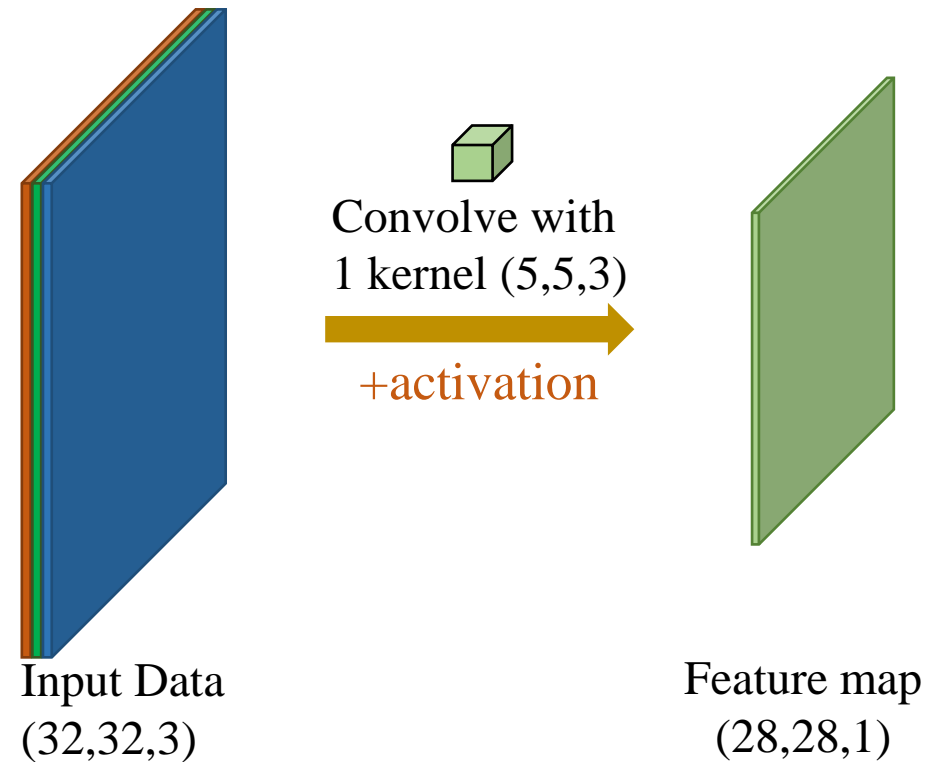 Convolve with
1 kernel (5,5,3)
+activation
Input Data
(32,32,3)
Feature map
(28,28,1)